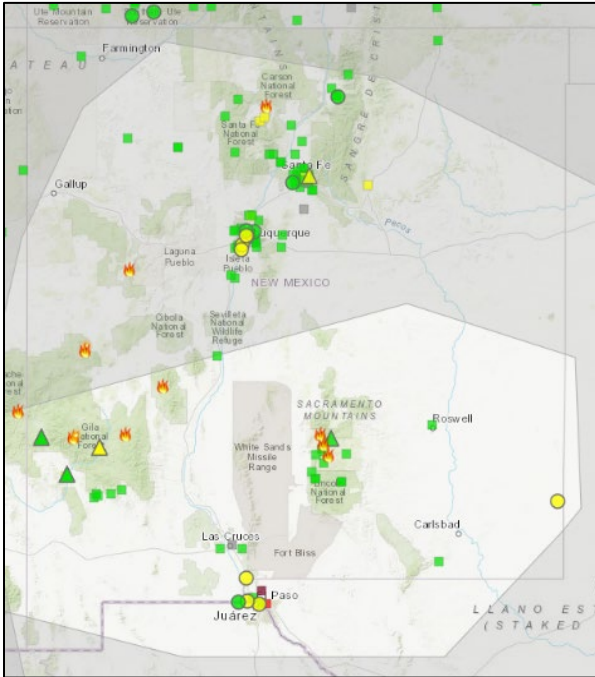 Ute Mountain
Reservation
Ute
Reservation
Farmington
ATEAU
TAINS
Carson
National
Forest
SANGRE DE CRIST
Santa Fe
National
Forest
Santa Fe
Gallup
Pecos
uquerque
Laguna
Pueblo
Isleta
Pueblo
NEW MEXICO
Cibola
National
Forest
Sevilleta
National
Wildlife
Refuge
SACRAMENTO
MOUNTAINS
Roswell
Gila
National
Forest
White Sands
Missile
Range
Lincoln
National
Forest
Carlsbad
Las Cruces
Fort Bliss
Paso
Juárez
LLANO EST
(STAKED